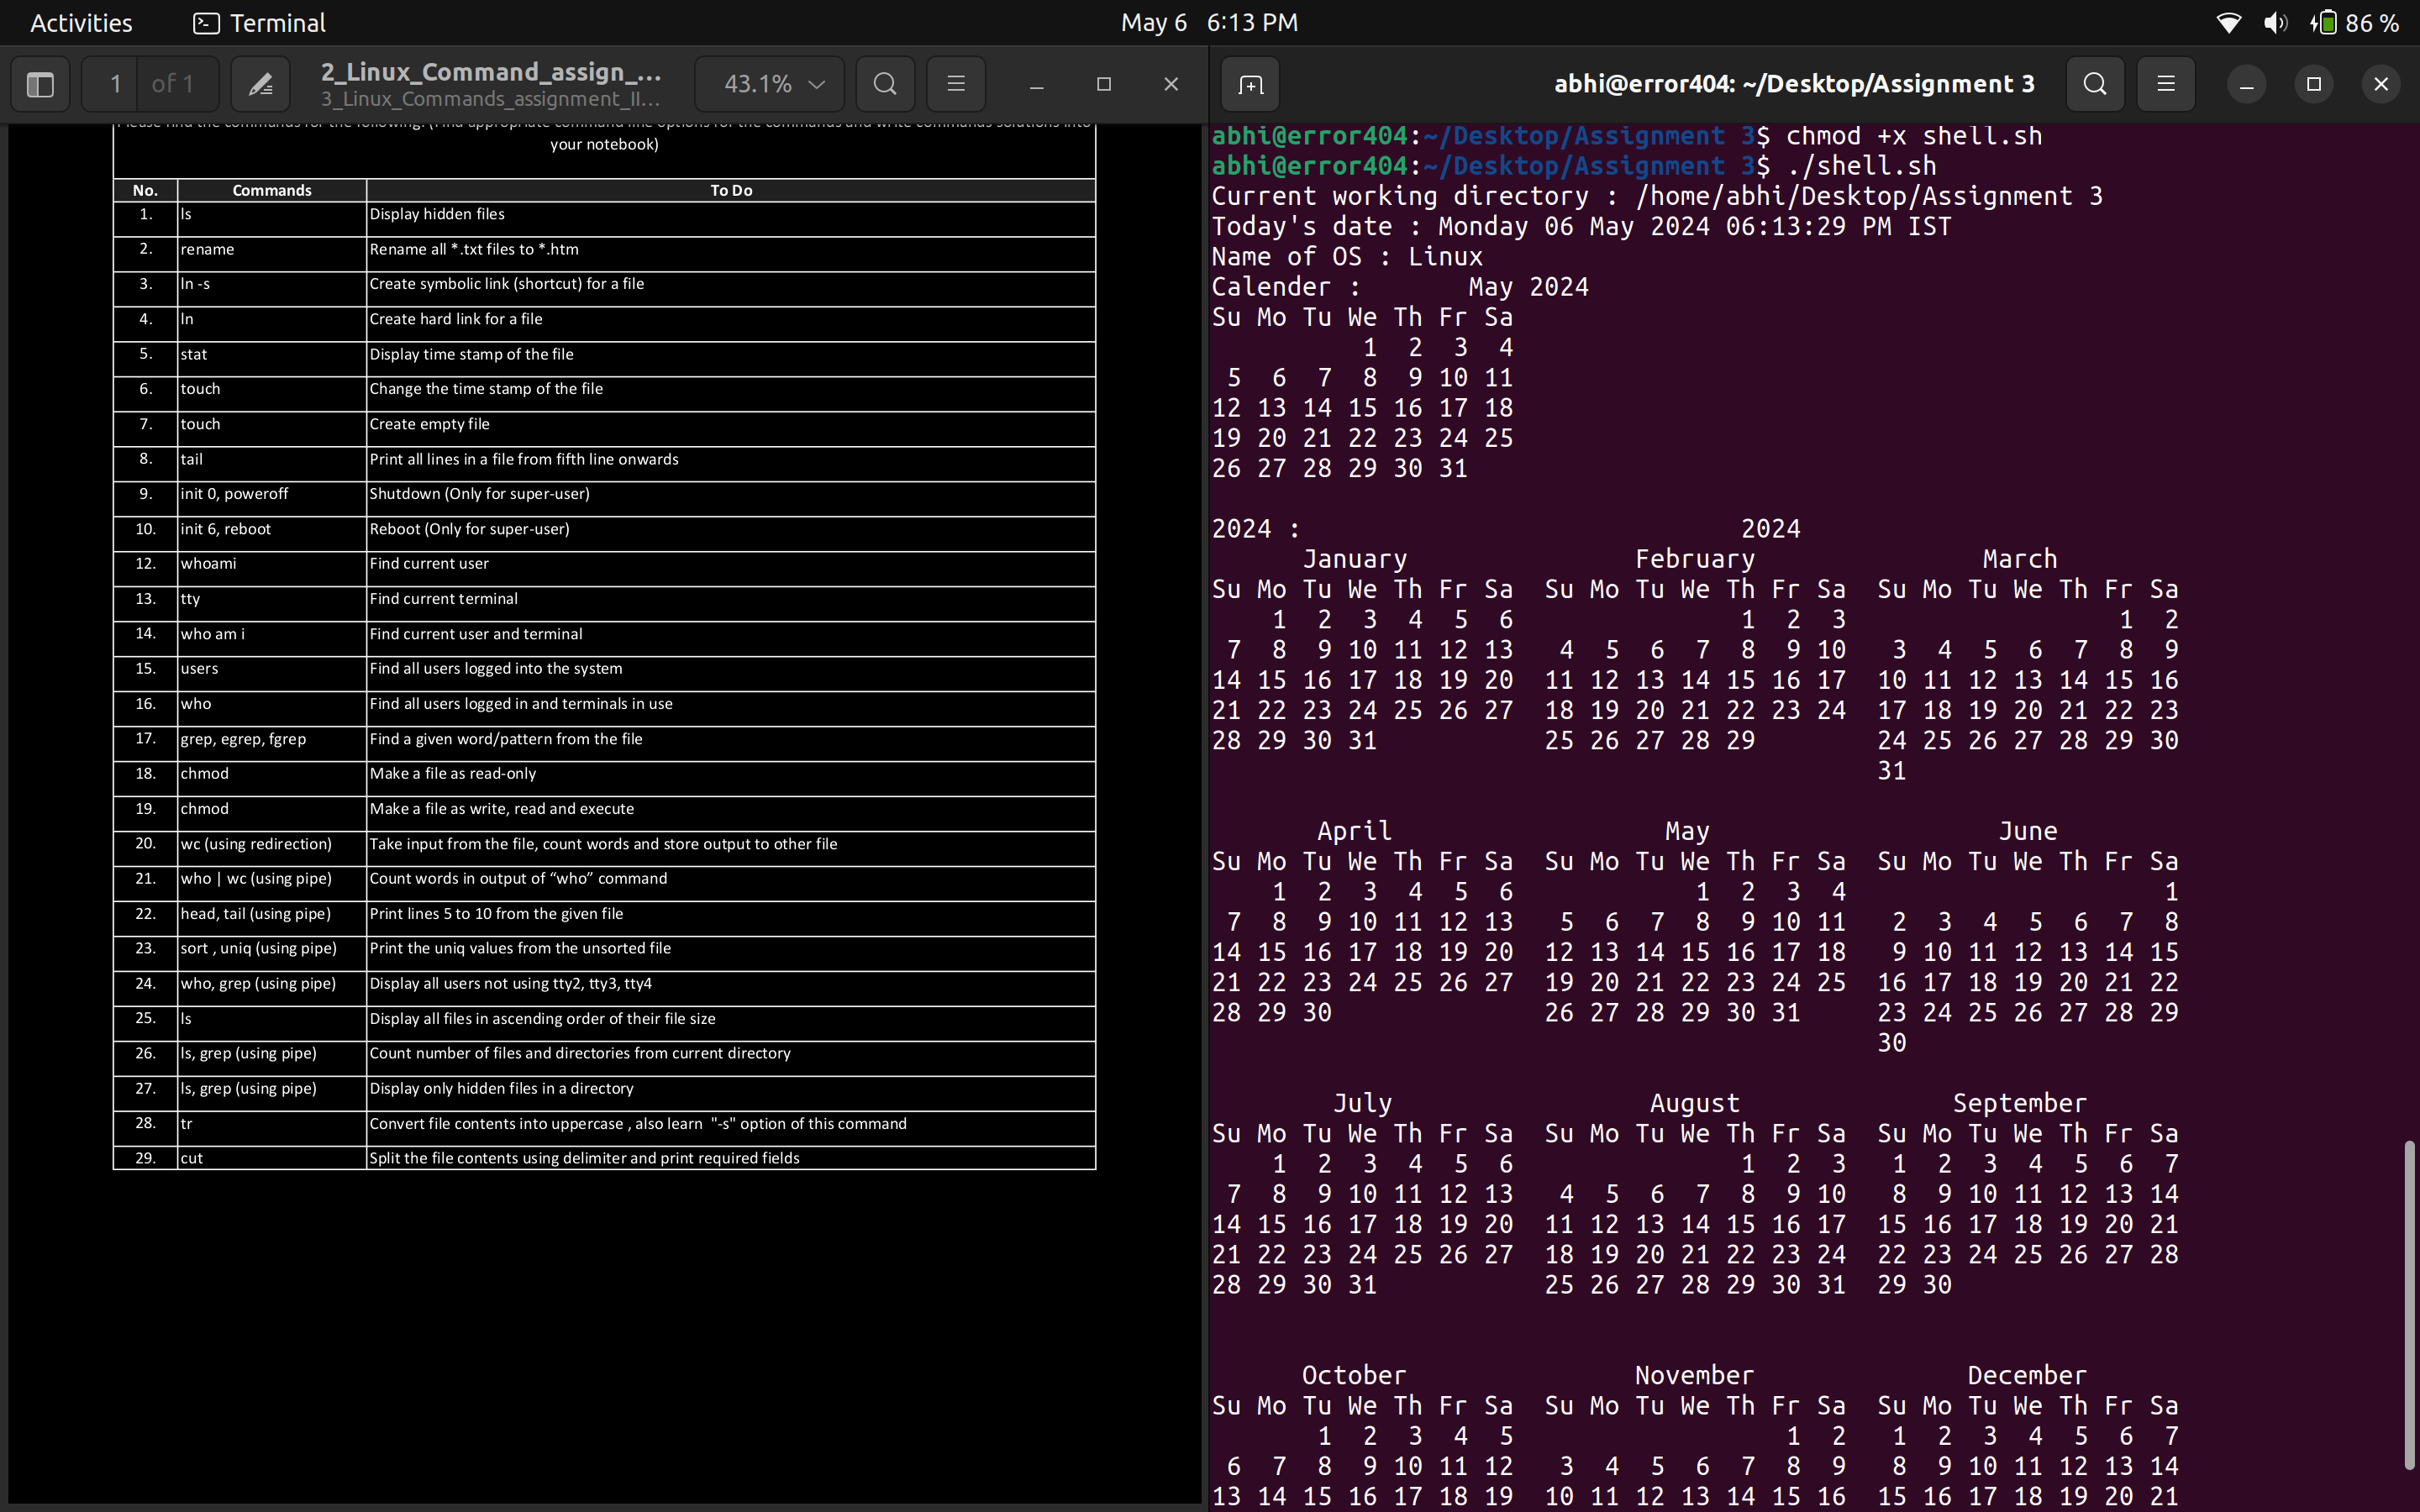 Activities
Terminal
May 6 6:13 PM
86 %
1 of 1
2_Linux_Command_assign_...
3_Linux_Commands_assignment_II...
43.1%
your notebook)
No. Commands To Do
1. ls Display hidden files
2. rename Rename all *.txt files to *.htm
3. ln -s Create symbolic link (shortcut) for a file
4. ln Create hard link for a file
5. stat Display time stamp of the file
6. touch Change the time stamp of the file
7. touch Create empty file
8. tail Print all lines in a file from fifth line onwards
9. init 0, poweroff Shutdown (Only for super-user)
10. init 6, reboot Reboot (Only for super-user)
12. whoami Find current user
13. tty Find current terminal
14. who am i Find current user and terminal
15. users Find all users logged into the system
16. who Find all users logged in and terminals in use
17. grep, egrep, fgrep Find a given word/pattern from the file
18. chmod Make a file as read-only
19. chmod Make a file as write, read and execute
20. wc (using redirection) Take input from the file, count words and store output to other file
21. who | wc (using pipe) Count words in output of “who” command
22. head, tail (using pipe) Print lines 5 to 10 from the given file
23. sort , uniq (using pipe) Print the uniq values from the unsorted file
24. who, grep (using pipe) Display all users not using tty2, tty3, tty4
25. ls Display all files in ascending order of their file size
26. ls, grep (using pipe) Count number of files and directories from current directory
27. ls, grep (using pipe) Display only hidden files in a directory
28. tr Convert file contents into uppercase , also learn "-s" option of this command
29. cut Split the file contents using delimiter and print required fields
abhi@error404: ~/Desktop/Assignment 3
abhi@error404:~/Desktop/Assignment 3$ chmod +x shell.sh
abhi@error404:~/Desktop/Assignment 3$ ./shell.sh
Current working directory : /home/abhi/Desktop/Assignment 3
Today's date : Monday 06 May 2024 06:13:29 PM IST
Name of OS : Linux
Calender : May 2024
Su Mo Tu We Th Fr Sa
1 2 3 4
5 6 7 8 9 10 11
12 13 14 15 16 17 18
19 20 21 22 23 24 25
26 27 28 29 30 31
2024 : 2024
January February March
Su Mo Tu We Th Fr Sa Su Mo Tu We Th Fr Sa Su Mo Tu We Th Fr Sa
1 2 3 4 5 6 1 2 3 1 2
7 8 9 10 11 12 13 4 5 6 7 8 9 10 3 4 5 6 7 8 9
14 15 16 17 18 19 20 11 12 13 14 15 16 17 10 11 12 13 14 15 16
21 22 23 24 25 26 27 18 19 20 21 22 23 24 17 18 19 20 21 22 23
28 29 30 31 25 26 27 28 29 24 25 26 27 28 29 30
31
April May June
Su Mo Tu We Th Fr Sa Su Mo Tu We Th Fr Sa Su Mo Tu We Th Fr Sa
1 2 3 4 5 6 1 2 3 4 1
7 8 9 10 11 12 13 5 6 7 8 9 10 11 2 3 4 5 6 7 8
14 15 16 17 18 19 20 12 13 14 15 16 17 18 9 10 11 12 13 14 15
21 22 23 24 25 26 27 19 20 21 22 23 24 25 16 17 18 19 20 21 22
28 29 30 26 27 28 29 30 31 23 24 25 26 27 28 29
30
July August September
Su Mo Tu We Th Fr Sa Su Mo Tu We Th Fr Sa Su Mo Tu We Th Fr Sa
1 2 3 4 5 6 1 2 3 1 2 3 4 5 6 7
7 8 9 10 11 12 13 4 5 6 7 8 9 10 8 9 10 11 12 13 14
14 15 16 17 18 19 20 11 12 13 14 15 16 17 15 16 17 18 19 20 21
21 22 23 24 25 26 27 18 19 20 21 22 23 24 22 23 24 25 26 27 28
28 29 30 31 25 26 27 28 29 30 31 29 30
October November December
Su Mo Tu We Th Fr Sa Su Mo Tu We Th Fr Sa Su Mo Tu We Th Fr Sa
1 2 3 4 5 1 2 1 2 3 4 5 6 7
6 7 8 9 10 11 12 3 4 5 6 7 8 9 8 9 10 11 12 13 14
13 14 15 16 17 18 19 10 11 12 13 14 15 16 15 16 17 18 19 20 21